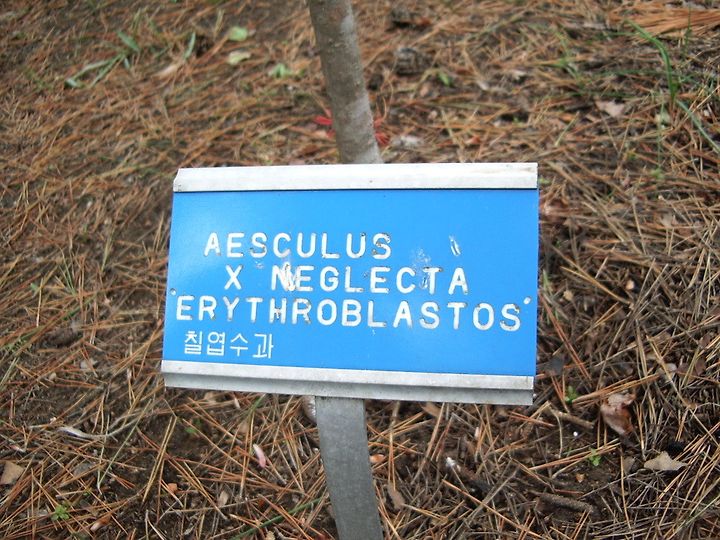 AESCULUS
X NEGLECTA
'ERYTHROBLASTOS'
칠엽수과